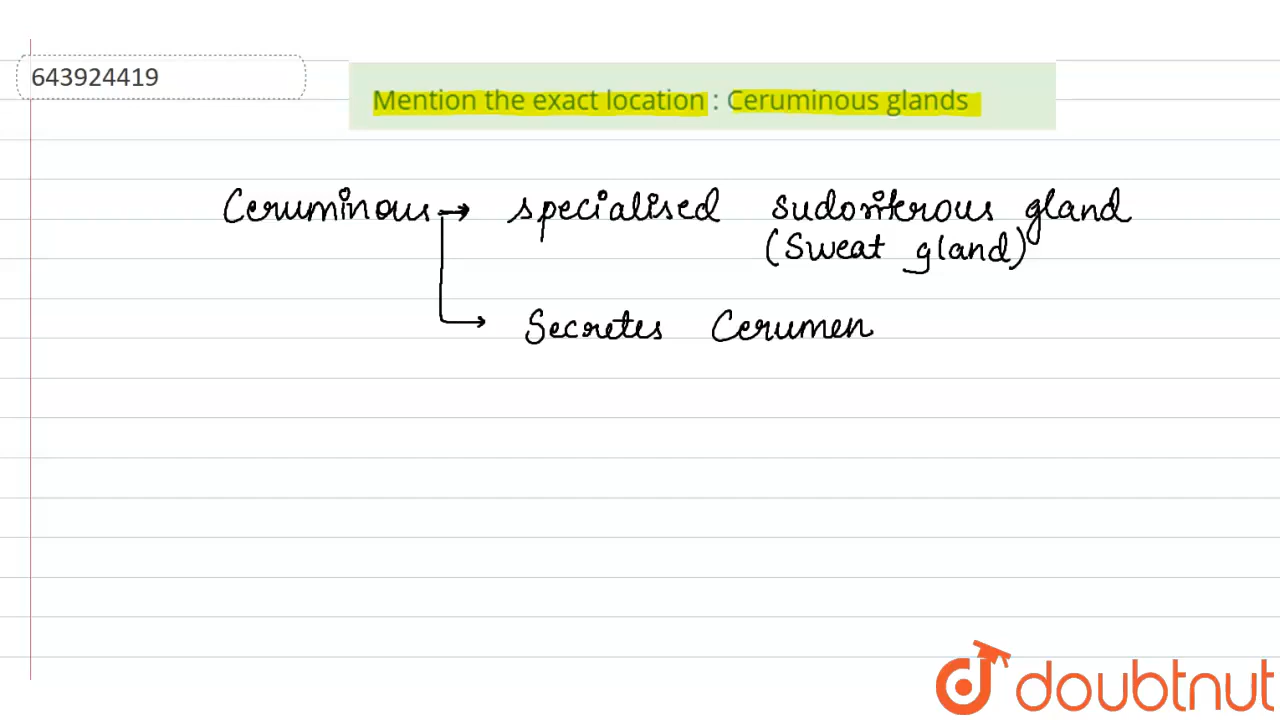 643924419
Mention the exact location : Ceruminous glands
Ceruminous → specialised sudoriferous gland
(Sweat gland)
→ Secretes Cerumen
doubtnut